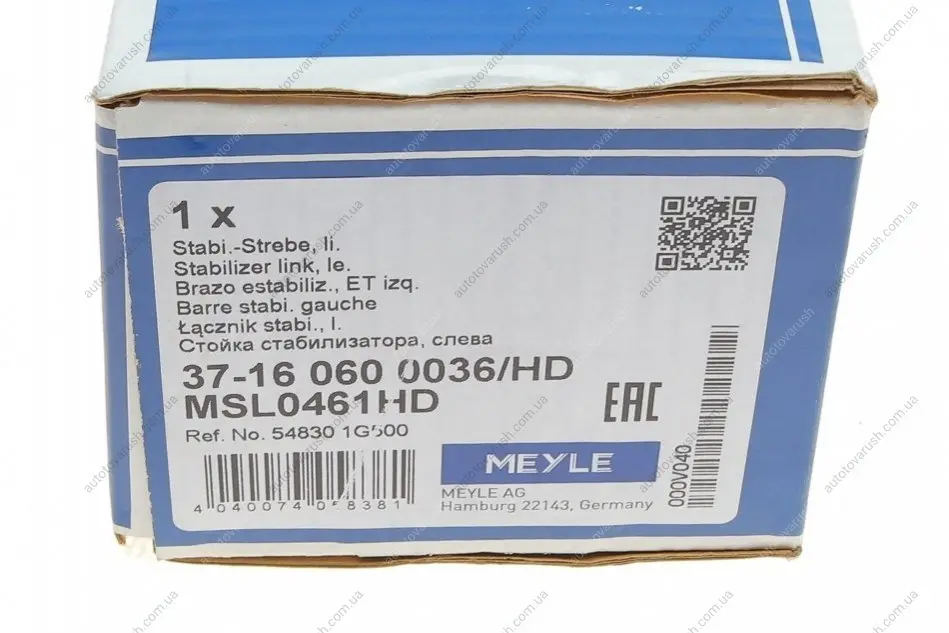 1 x
Stabi.-Strebe, li.
Stabilizer link, le.
Brazo estabiliz., ET izq.
Barre stabi. gauche
Łącznik stabi., l.
Стойка стабилизатора, слева
37-16 060 0036/HD
MSL0461HD
EAC
Ref. No. 54830 1G500
MEYLE
MEYLE AG
Hamburg 22143, Germany
000V040
autotovarush.com.ua